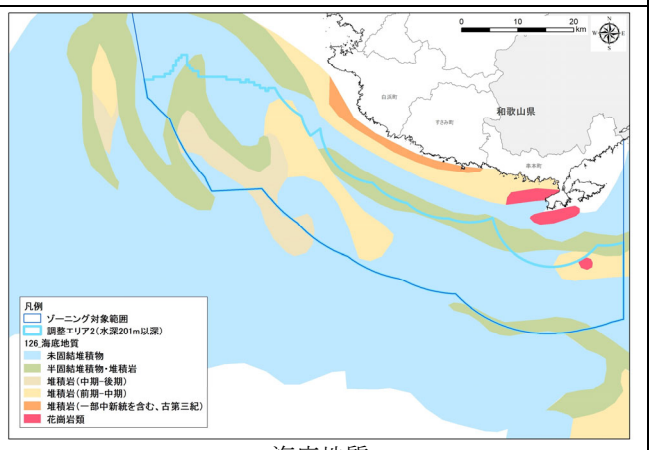 0 10 20
km
N
W E
S
白浜町
和歌山県
すさみ町
串本町
凡例
ゾーニング対象範囲
調整エリア2(水深201m以深)
126_海底地質
未固結堆積物
半固結堆積物・堆積岩
堆積岩(中期-後期)
堆積岩(前期-中期)
堆積岩(一部中新統を含む、古第三紀)
花崗岩類